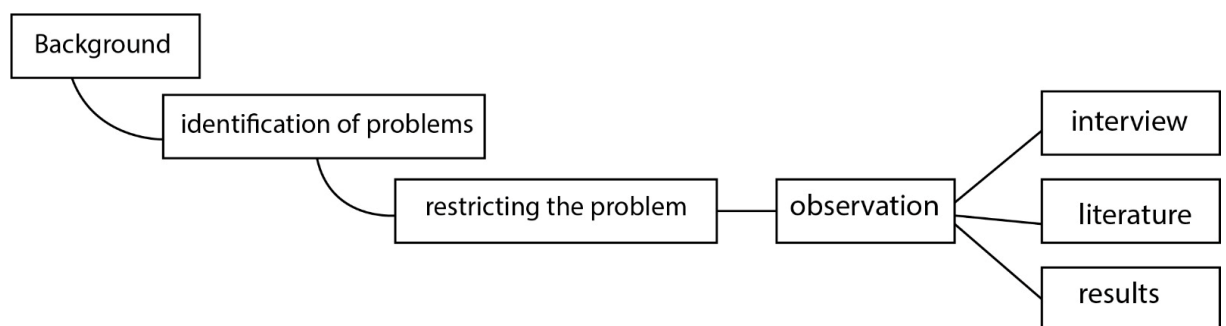 Background
identification of problems
restricting the problem
observation
interview
literature
results